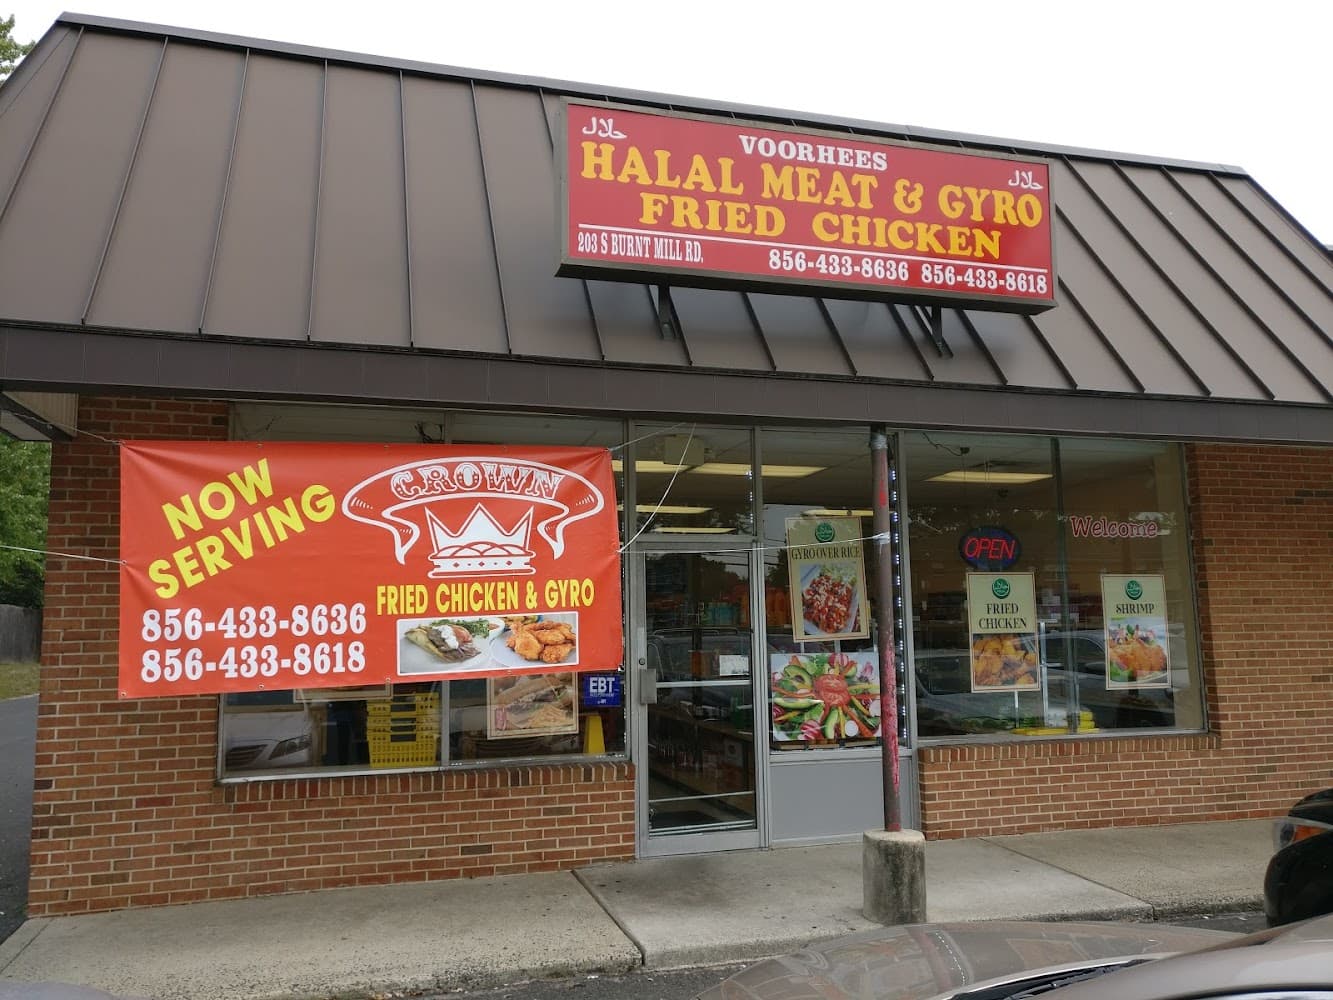 حلال
VOORHEES
حلال
HALAL MEAT & GYRO
FRIED CHICKEN
203 S BURNT MILL RD.
856-433-8636 856-433-8618
NOW
SERVING
856-433-8636
856-433-8618
CROWN
FRIED CHICKEN & GYRO
EBT
GYRO OVER RICE
OPEN
Welcome
FRIED
CHICKEN
SHRIMP